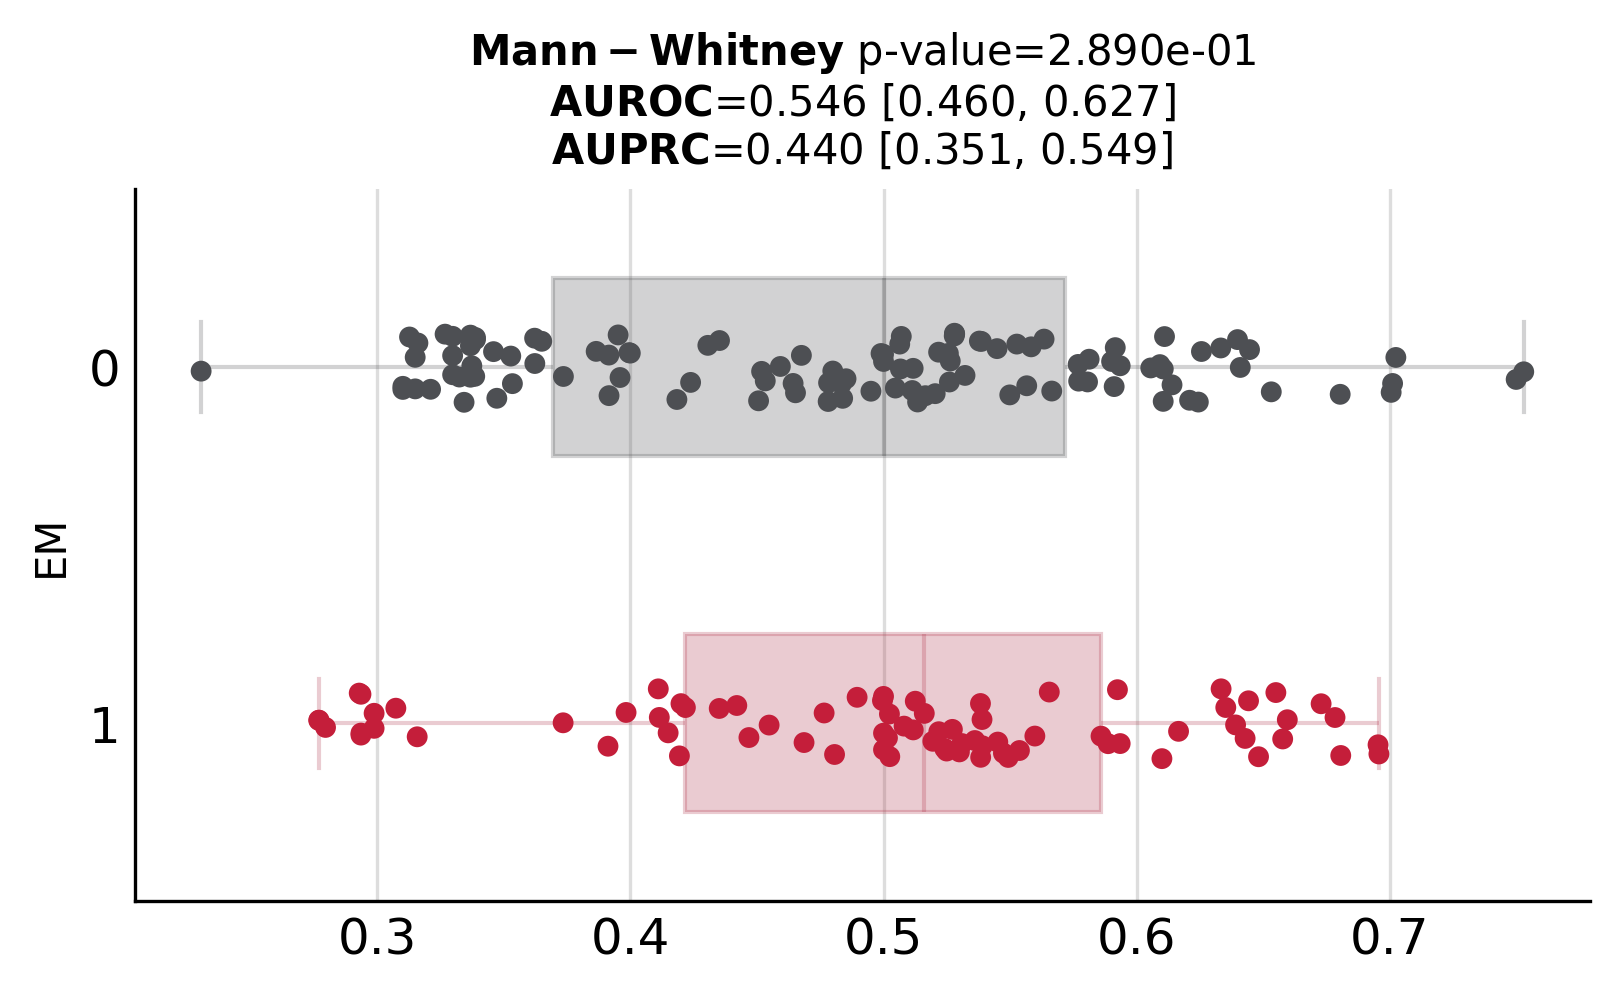 Mann – Whitney p-value=2.890e-01
AUROC=0.546 [0.460, 0.627]
AUPRC=0.440 [0.351, 0.549]
0
EM
1
0.3 0.4 0.5 0.6 0.7